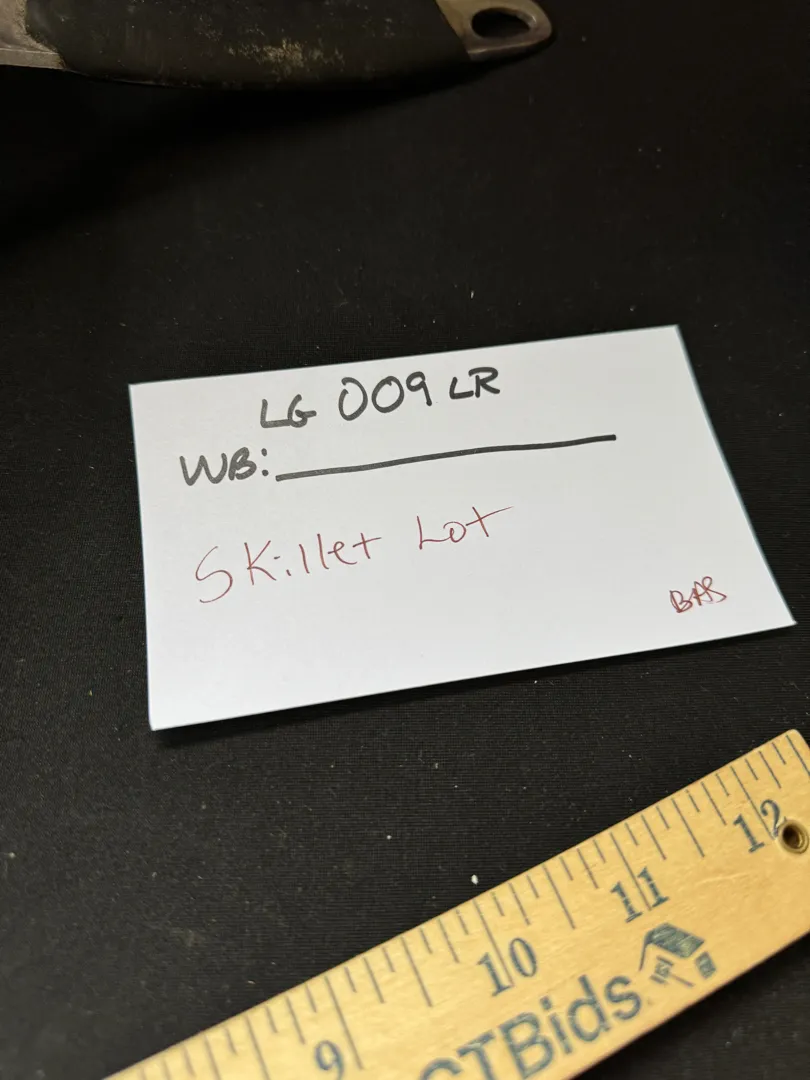 LG 009 LR
WB:
Skillet Lot
BAS
9 10 11 12
CTBids